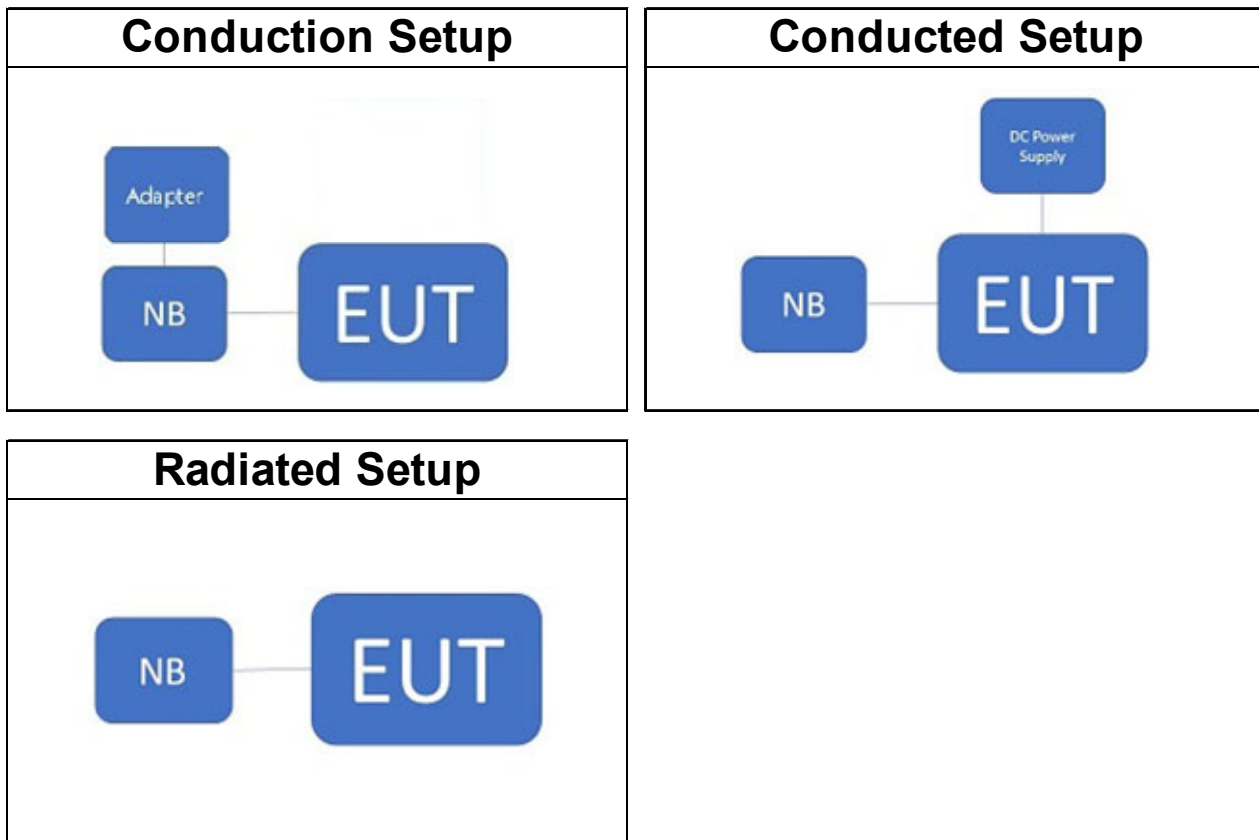 Conduction Setup
Adapter
NB
EUT
Conducted Setup
DC Power
Supply
NB
EUT
Radiated Setup
NB
EUT